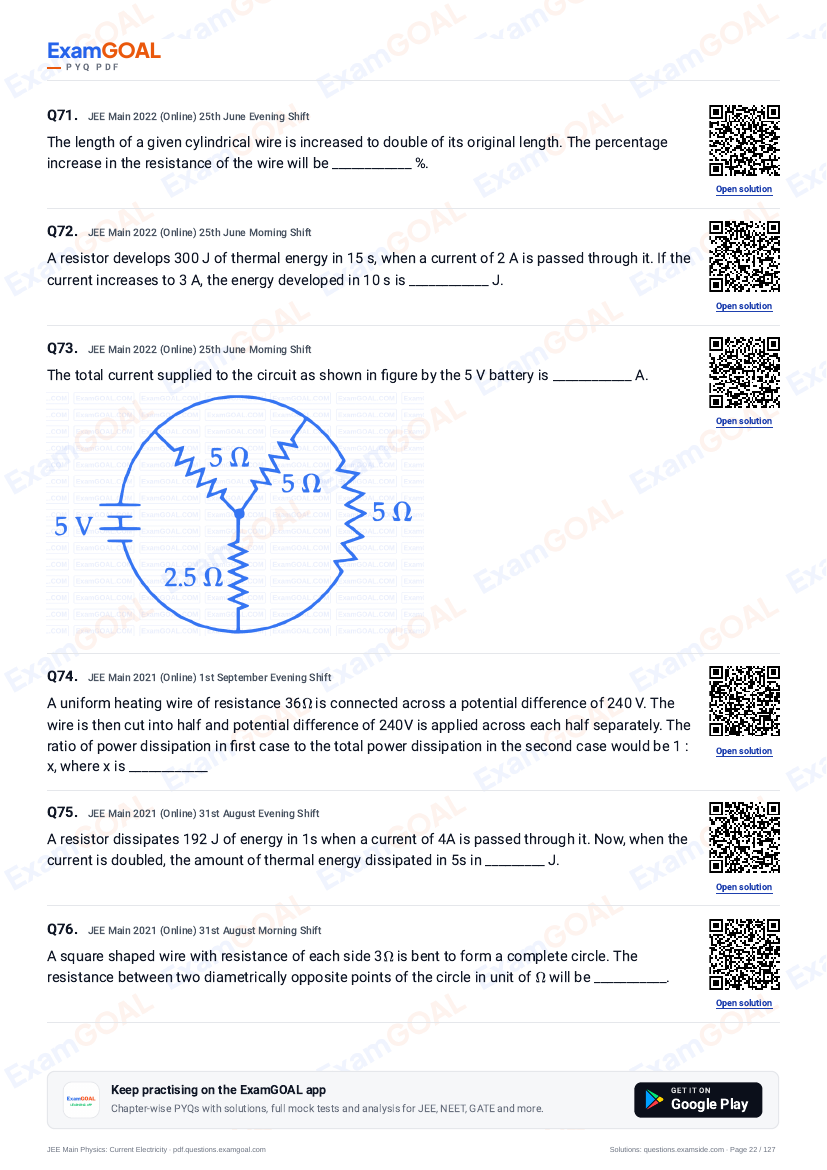 ExamGOAL
PYQ PDF
Q71. JEE Main 2022 (Online) 25th June Evening Shift
The length of a given cylindrical wire is increased to double of its original length. The percentage
increase in the resistance of the wire will be ____________ %.
Open solution
Q72. JEE Main 2022 (Online) 25th June Morning Shift
A resistor develops 300 J of thermal energy in 15 s, when a current of 2 A is passed through it. If the
current increases to 3 A, the energy developed in 10 s is ____________ J.
Open solution
Q73. JEE Main 2022 (Online) 25th June Morning Shift
The total current supplied to the circuit as shown in figure by the 5 V battery is ____________ A.
Open solution
5 Ω
5 Ω
5 Ω
5 V
2.5 Ω
Q74. JEE Main 2021 (Online) 1st September Evening Shift
A uniform heating wire of resistance 36Ω is connected across a potential difference of 240 V. The
wire is then cut into half and potential difference of 240V is applied across each half separately. The
ratio of power dissipation in first case to the total power dissipation in the second case would be 1 :
x, where x is ____________
Open solution
Q75. JEE Main 2021 (Online) 31st August Evening Shift
A resistor dissipates 192 J of energy in 1s when a current of 4A is passed through it. Now, when the
current is doubled, the amount of thermal energy dissipated in 5s in _________ J.
Open solution
Q76. JEE Main 2021 (Online) 31st August Morning Shift
A square shaped wire with resistance of each side 3Ω is bent to form a complete circle. The
resistance between two diametrically opposite points of the circle in unit of Ω will be ___________.
Open solution
ExamGOAL
Keep practising on the ExamGOAL app
Chapter-wise PYQs with solutions, full mock tests and analysis for JEE, NEET, GATE and more.
GET IT ON
Google Play
JEE Main Physics: Current Electricity · pdf.questions.examgoal.com
Solutions: questions.examside.com · Page 22 / 127